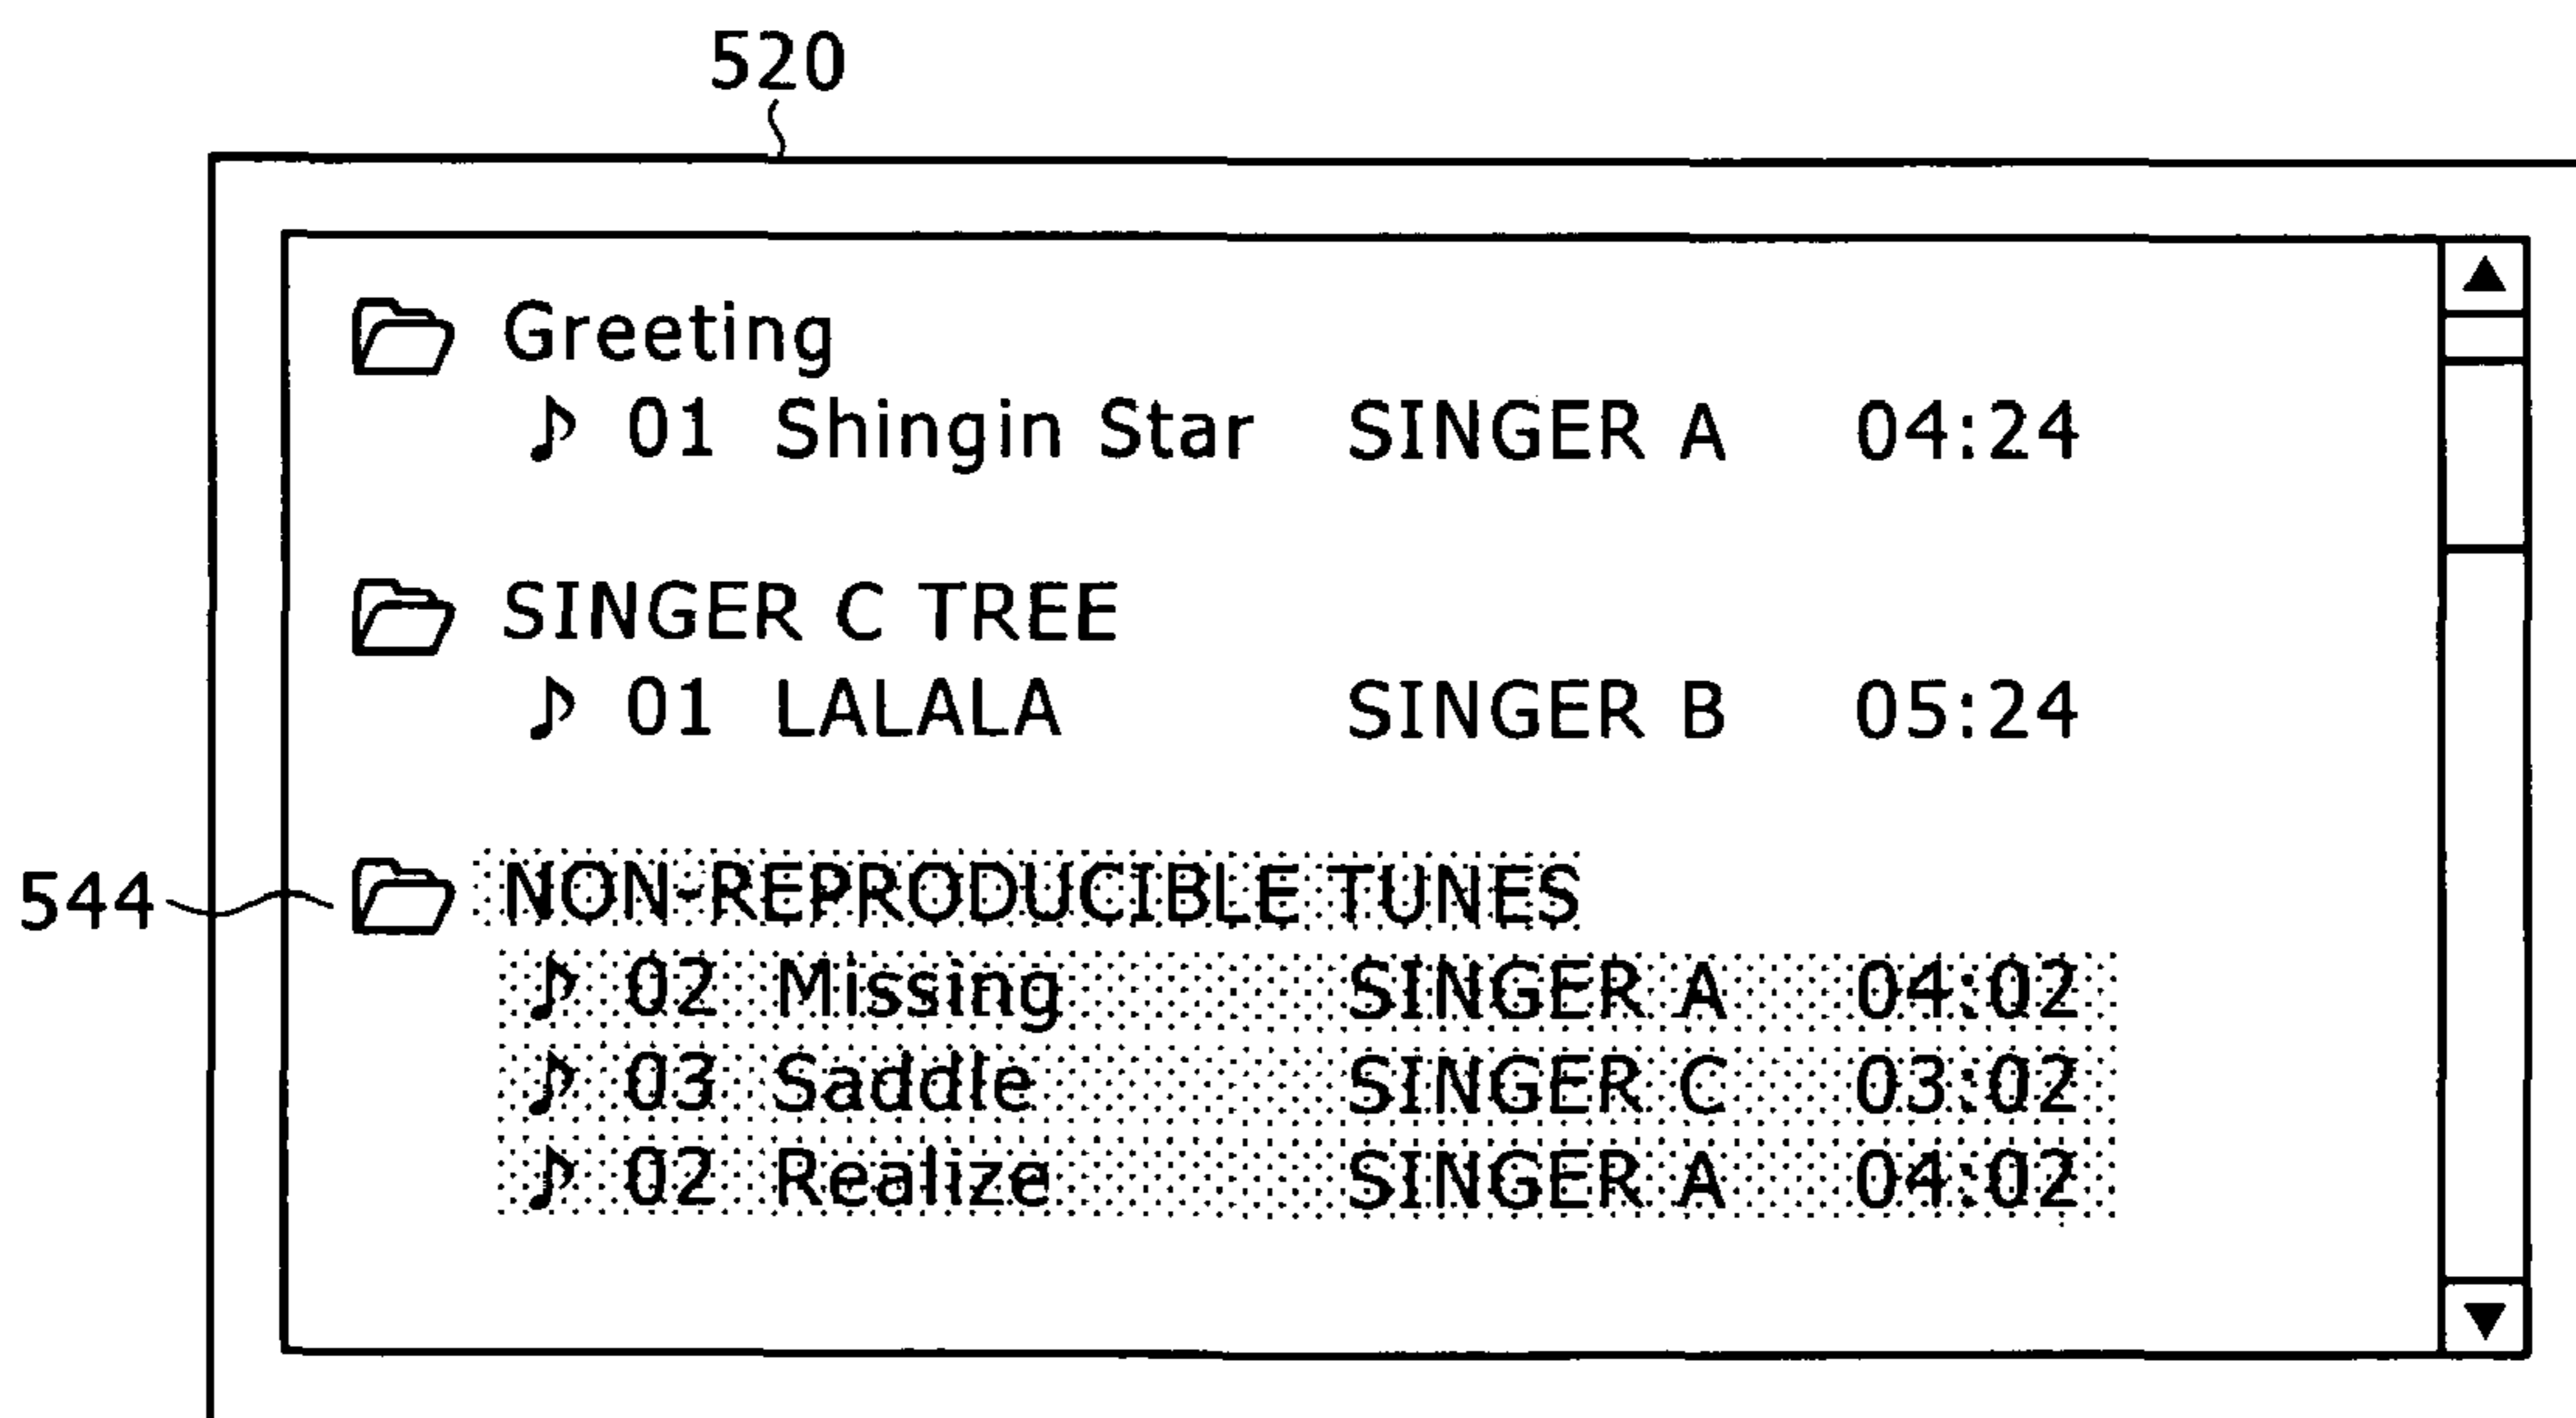 520
Greeting
♪ 01 Shingin Star SINGER A 04:24
SINGER C TREE
♪ 01 LALALA SINGER B 05:24
544 NON-REPRODUCIBLE TUNES
♪ 02 Missing SINGER A 04:02
♪ 03 Saddle SINGER C 03:02
♪ 02 Realize SINGER A 04:02